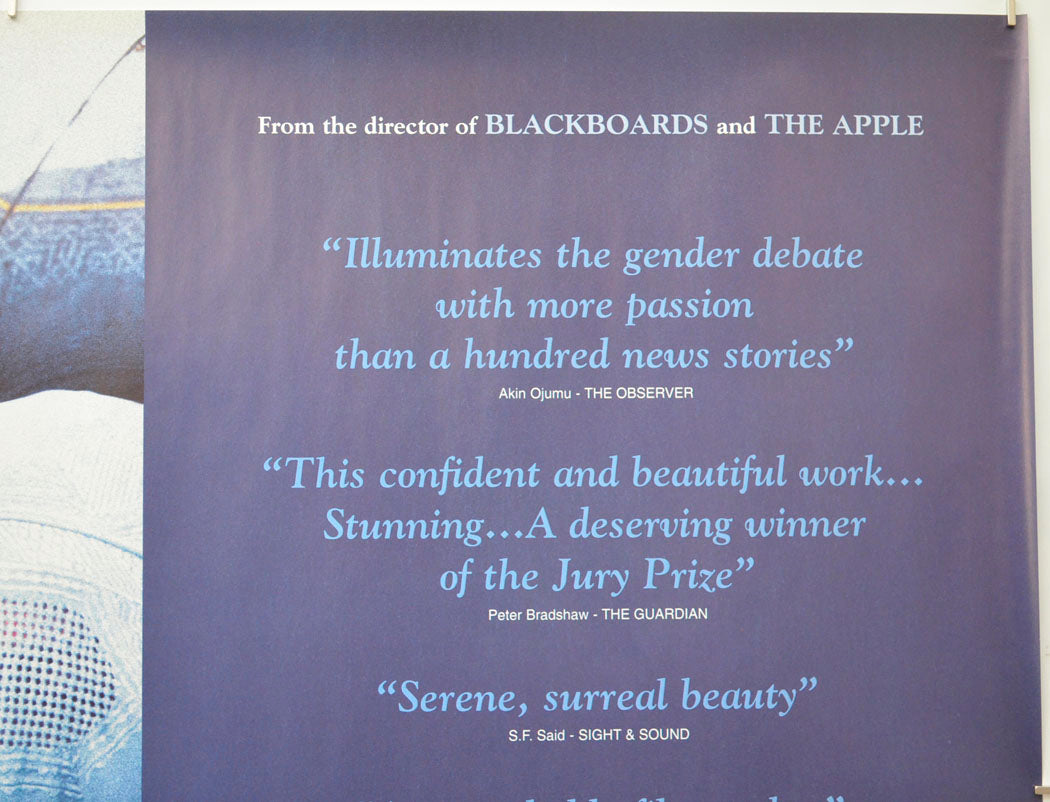 From the director of BLACKBOARDS and THE APPLE
“Illuminates the gender debate
with more passion
than a hundred news stories”
Akin Ojumu - THE OBSERVER
“This confident and beautiful work...
Stunning...A deserving winner
of the Jury Prize”
Peter Bradshaw - THE GUARDIAN
“Serene, surreal beauty”
S.F. Said - SIGHT & SOUND